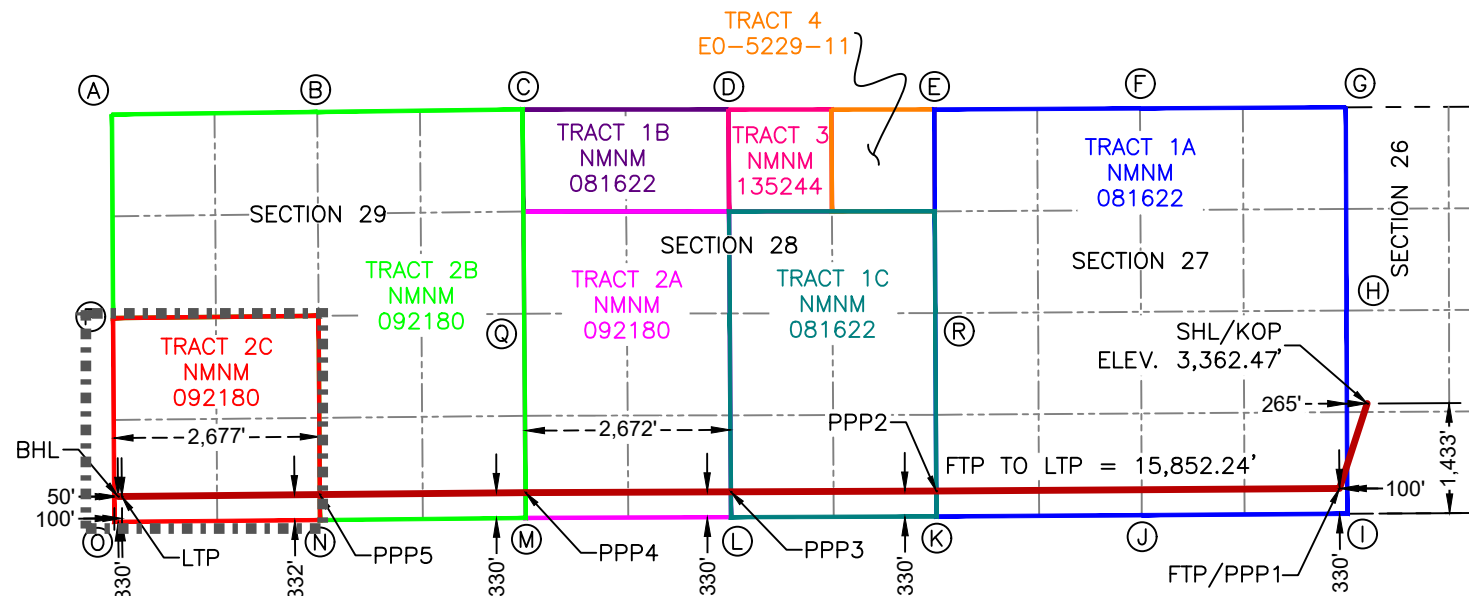 TRACT 4
E0-5229-11
A
B
C
D
E
F
G
TRACT 1B
NMNM
081622
TRACT 3
NMNM
135244
TRACT 1A
NMNM
081622
SECTION 26
SECTION 29
SECTION 28
SECTION 27
TRACT 2B
NMNM
092180
TRACT 2A
NMNM
092180
TRACT 1C
NMNM
081622
H
P
Q
R
TRACT 2C
NMNM
092180
SHL/KOP
ELEV. 3,362.47'
265'
2,677'
2,672'
PPP2
1,433'
BHL
FTP TO LTP = 15,852.24'
50'
100'
100'
O
LTP
N
PPP5
M
PPP4
L
PPP3
K
J
I
FTP/PPP1
330'
332'
330'
330'
330'
330'